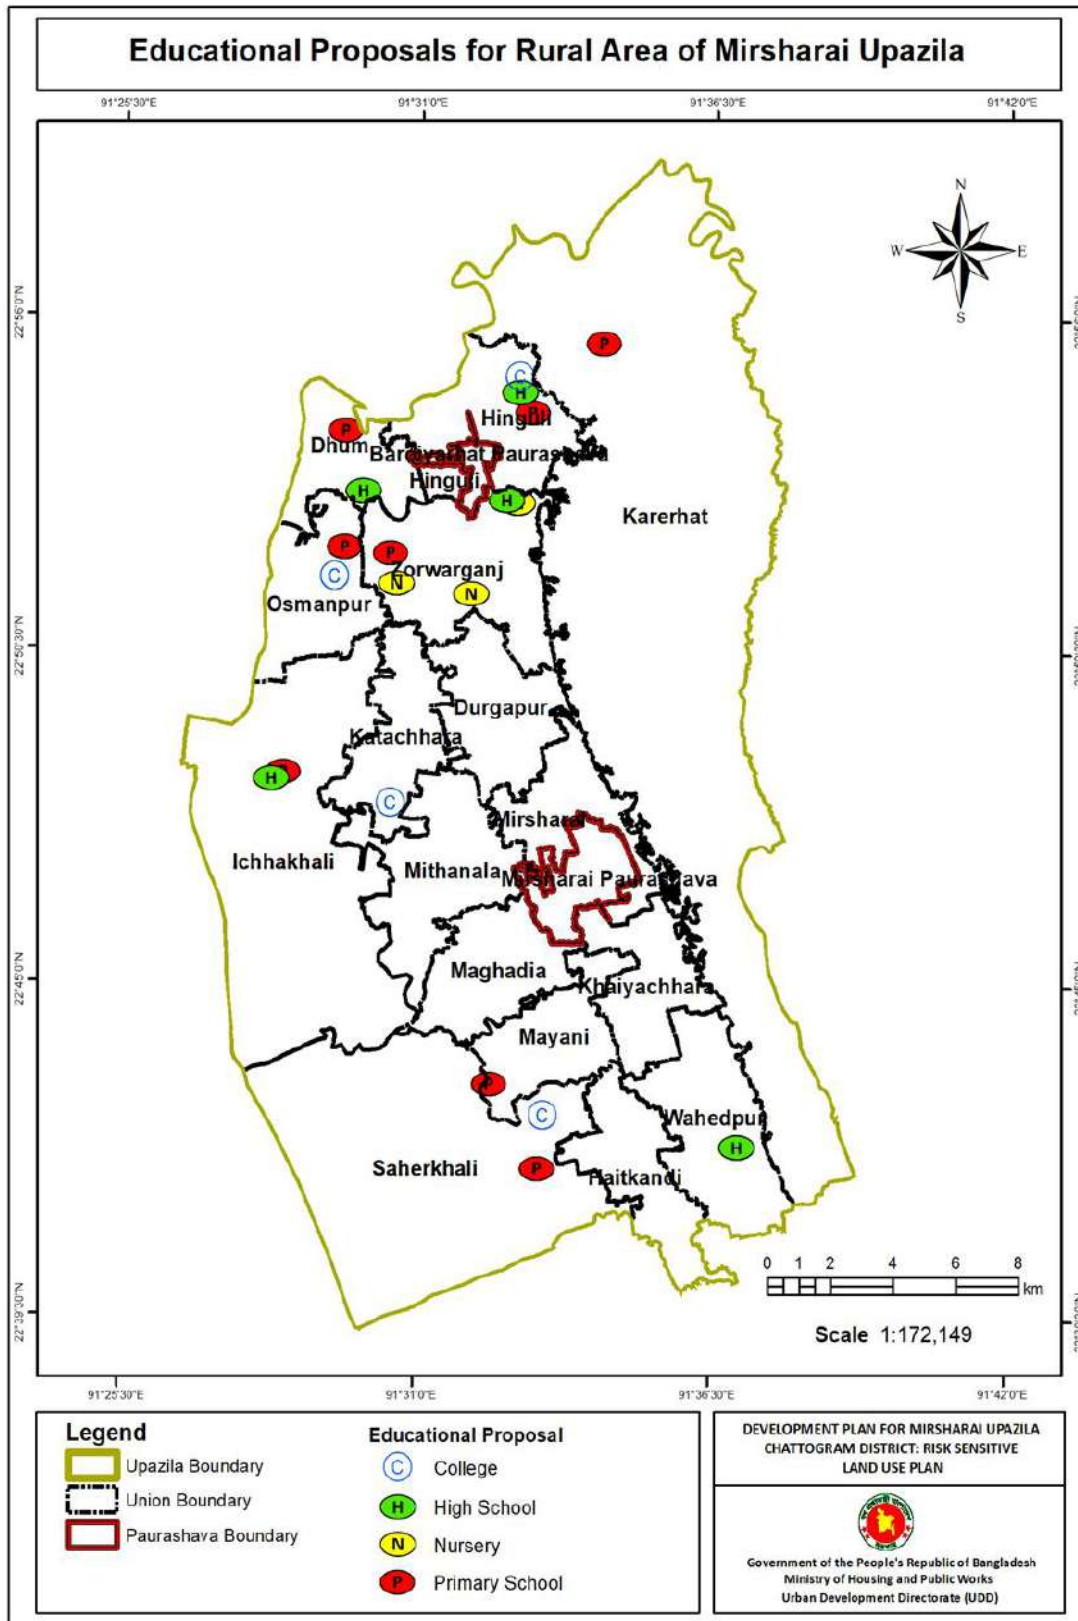 Educational Proposals for Rural Area of Mirsharai Upazila
91°25'30"E 91°31'0"E 91°36'30"E 91°42'0"E
N
W E
S
22°56'0"N
P
C
H
P
Hinguli
P
Dhum
Bardiyarhat Paurashava
Hinguli
H
H
Karerhat
P
P
Zorwarganj
C
N
N
Osmanpur
22°50'30"N
Durgapur
Katachhara
H
C
Mirsharai
Ichhakhali
Mithanala
Mirsharai Paurashava
22°45'0"N
Maghadia
Khaiyachhara
Mayani
P
C
Wahedpur
H
Saherkhali
P
Haitkandi
0 1 2 4 6 8
km
22°39'0"N
Scale 1:172,149
91°25'30"E 91°31'0"E 91°36'30"E 91°42'0"E
Legend
Upazila Boundary
Union Boundary
Paurashava Boundary
Educational Proposal
C College
H High School
N Nursery
P Primary School
DEVELOPMENT PLAN FOR MIRSHARAI UPAZILA
CHATTOGRAM DISTRICT: RISK SENSITIVE
LAND USE PLAN
Government of the People's Republic of Bangladesh
Ministry of Housing and Public Works
Urban Development Directorate (UDD)